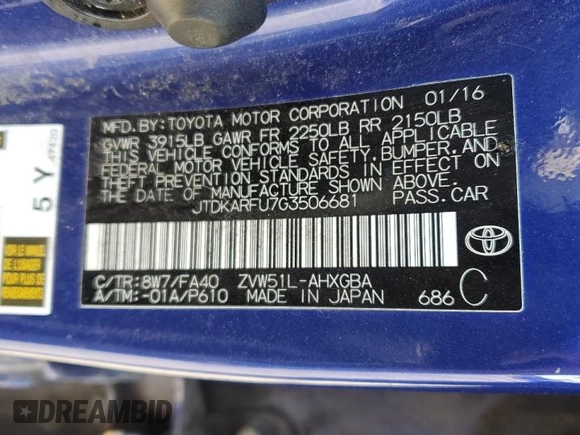 MFD.BY:TOYOTA MOTOR CORPORATION 01/16
GVWR 3915LB GAWR FR 2250LB RR 2150LB
THIS VEHICLE CONFORMS TO ALL APPLICABLE
FEDERAL MOTOR VEHICLE SAFETY,BUMPER,AND
THEFT PREVENTION STANDARDS IN EFFECT ON
THE DATE OF MANUFACTURE SHOWN ABOVE.
JTDKARFU7G3506681 PASS.CAR
C/TR:8W7/FA40 ZVW51L-AHXGBA
A/TM:-01A/P610 MADE IN JAPAN 686 C
TOYOTA
5 Y
47420
DREAMBID